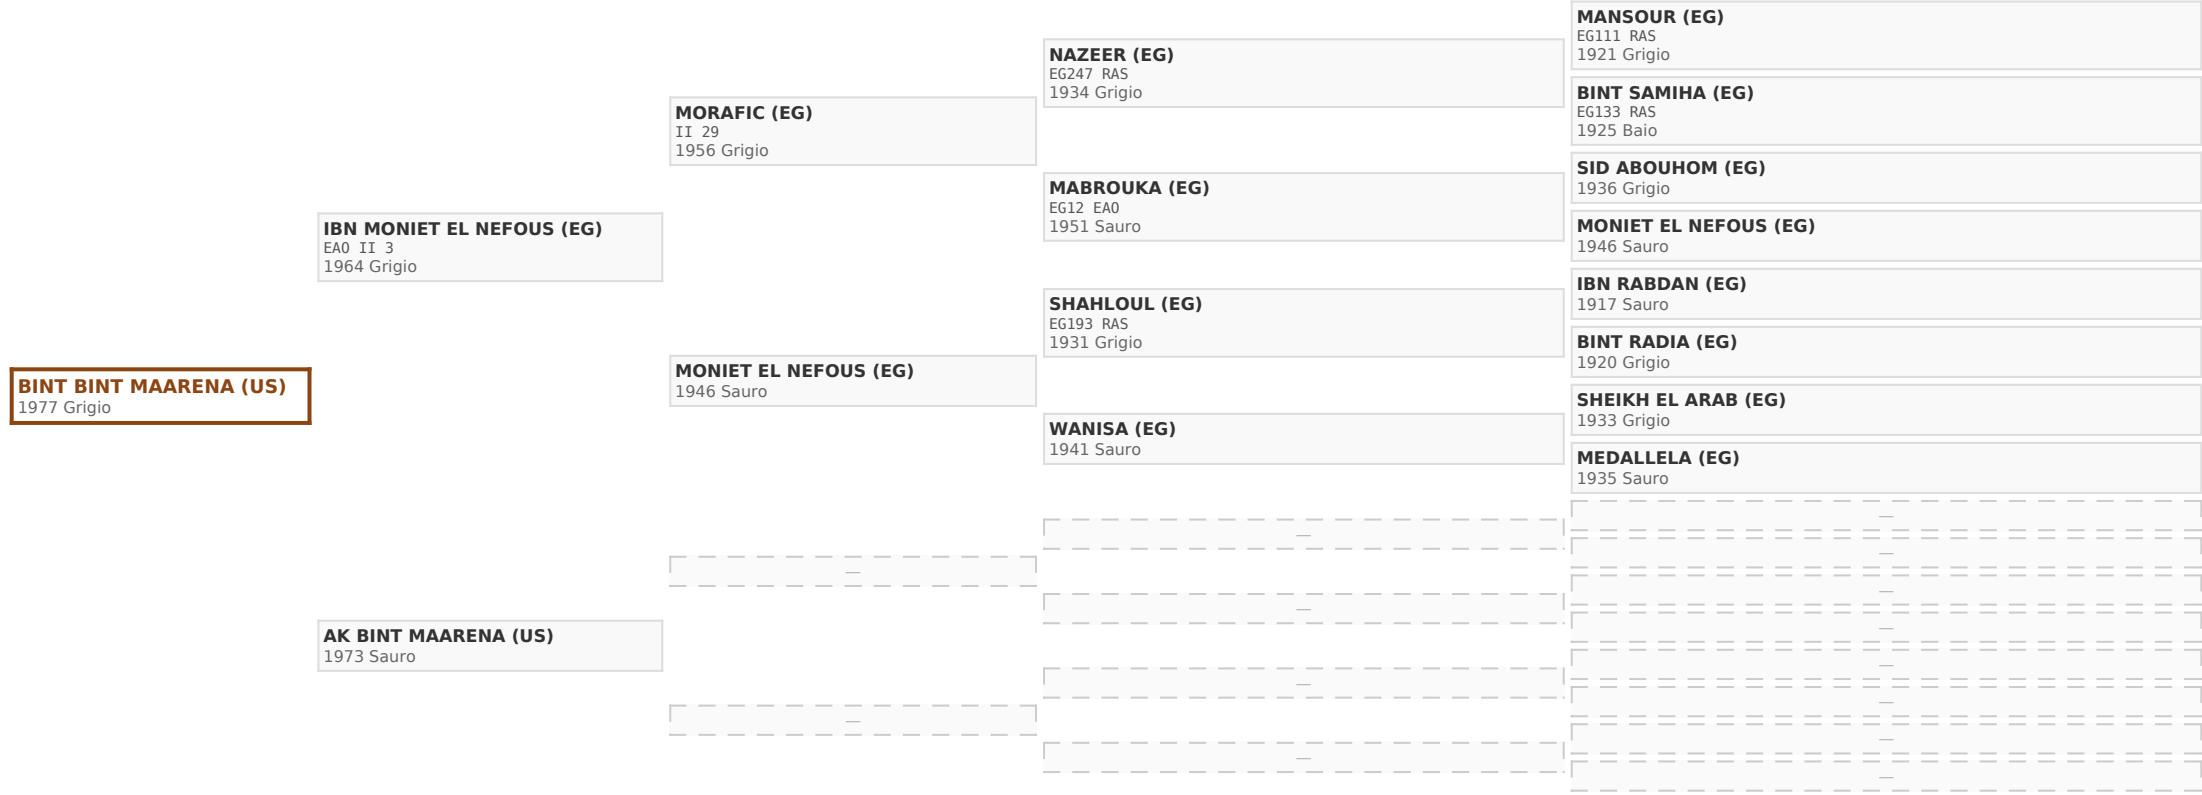 BINT BINT MAARENA (US)
1977 Grigio
IBN MONIET EL NEFOUS (EG)
EAO II 3
1964 Grigio
AK BINT MAARENA (US)
1973 Sauro
MORAFIC (EG)
II 29
1956 Grigio
MONIET EL NEFOUS (EG)
1946 Sauro
—
—
NAZEER (EG)
EG247 RAS
1934 Grigio
MABROUKA (EG)
EG12 EAO
1951 Sauro
SHAHLOUL (EG)
EG193 RAS
1931 Grigio
WANISA (EG)
1941 Sauro
—
—
—
—
MANSOUR (EG)
EG111 RAS
1921 Grigio
BINT SAMIHA (EG)
EG133 RAS
1925 Baio
SID ABOUHOM (EG)
1936 Grigio
MONIET EL NEFOUS (EG)
1946 Sauro
IBN RABDAN (EG)
1917 Sauro
BINT RADIA (EG)
1920 Grigio
SHEIKH EL ARAB (EG)
1933 Grigio
MEDALLELA (EG)
1935 Sauro
—
—
—
—
—
—
—
—